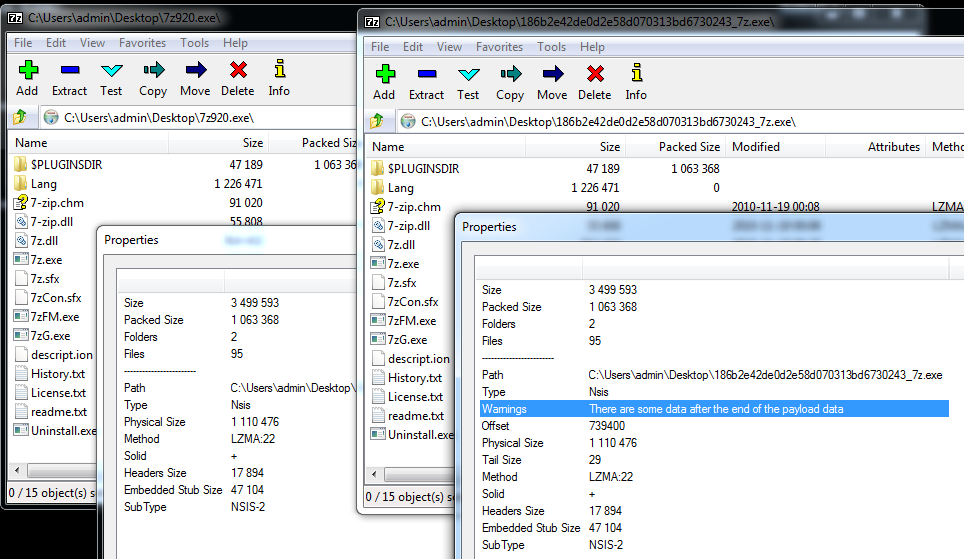 C:\Users\admin\Desktop\7z920.exe\
File Edit View Favorites Tools Help
Add Extract Test Copy Move Delete Info
C:\Users\admin\Desktop\7z920.exe\
Name Size Packed Size
$PLUGINSDIR 47 189 1 063 368
Lang 1 226 471
7-zip.chm 91 020
7-zip.dll 55 808
7z.dll
7z.exe
7z.sfx
7zCon.sfx
7zFM.exe
7zG.exe
descript.ion
History.txt
License.txt
readme.txt
Uninstall.exe
0 / 15 object(s) s
Properties
Size 3 499 593
Packed Size 1 063 368
Folders 2
Files 95
-------------------------
Path C:\Users\admin\Desktop\
Type Nsis
Physical Size 1 110 476
Method LZMA:22
Solid +
Headers Size 17 894
Embedded Stub Size 47 104
SubType NSIS-2
C:\Users\admin\Desktop\186b2e42de0d2e58d070313bd6730243_7z.exe\
File Edit View Favorites Tools Help
Add Extract Test Copy Move Delete Info
C:\Users\admin\Desktop\186b2e42de0d2e58d070313bd6730243_7z.exe\
Name Size Packed Size Modified Attributes Metho
$PLUGINSDIR 47 189 1 063 368
Lang 1 226 471 0
7-zip.chm 91 020 2010-11-19 00:08 LZMA
7-zip.dll
7z.dll
7z.exe
7z.sfx
7zCon.sfx
7zFM.exe
7zG.exe
descript.ion
History.txt
License.txt
readme.txt
Uninstall.exe
0 / 15 object(s) s
Properties
Size 3 499 593
Packed Size 1 063 368
Folders 2
Files 95
-------------------------
Path C:\Users\admin\Desktop\186b2e42de0d2e58d070313bd6730243_7z.exe
Type Nsis
Warnings There are some data after the end of the payload data
Offset 739400
Physical Size 1 110 476
Tail Size 29
Method LZMA:22
Solid +
Headers Size 17 894
Embedded Stub Size 47 104
SubType NSIS-2